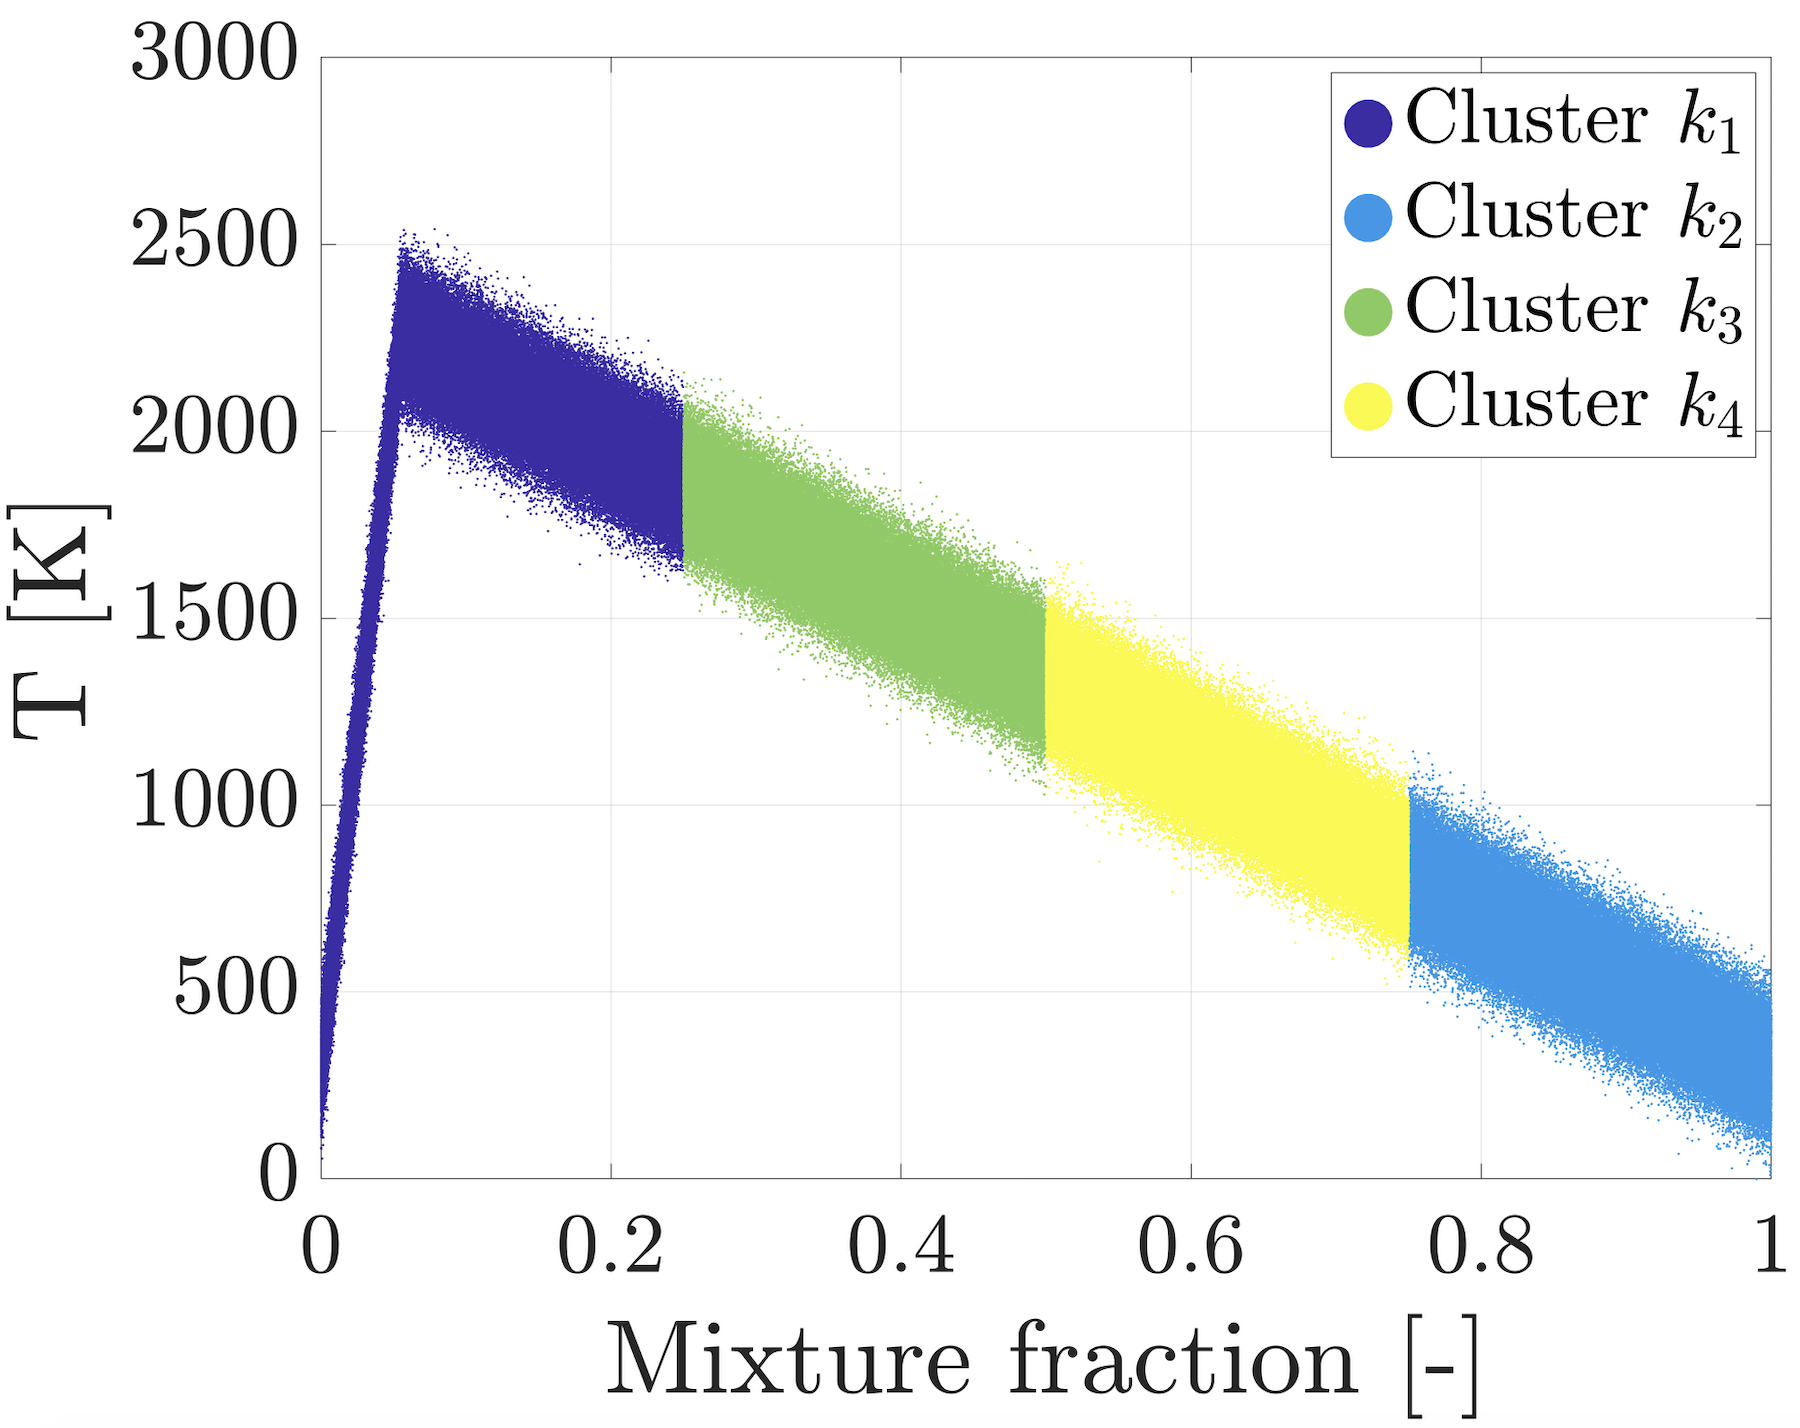 3000
2500
2000
1500
1000
500
0
T [K]
0 0.2 0.4 0.6 0.8 1
Mixture fraction [-]
Cluster k₁
Cluster k₂
Cluster k₃
Cluster k₄